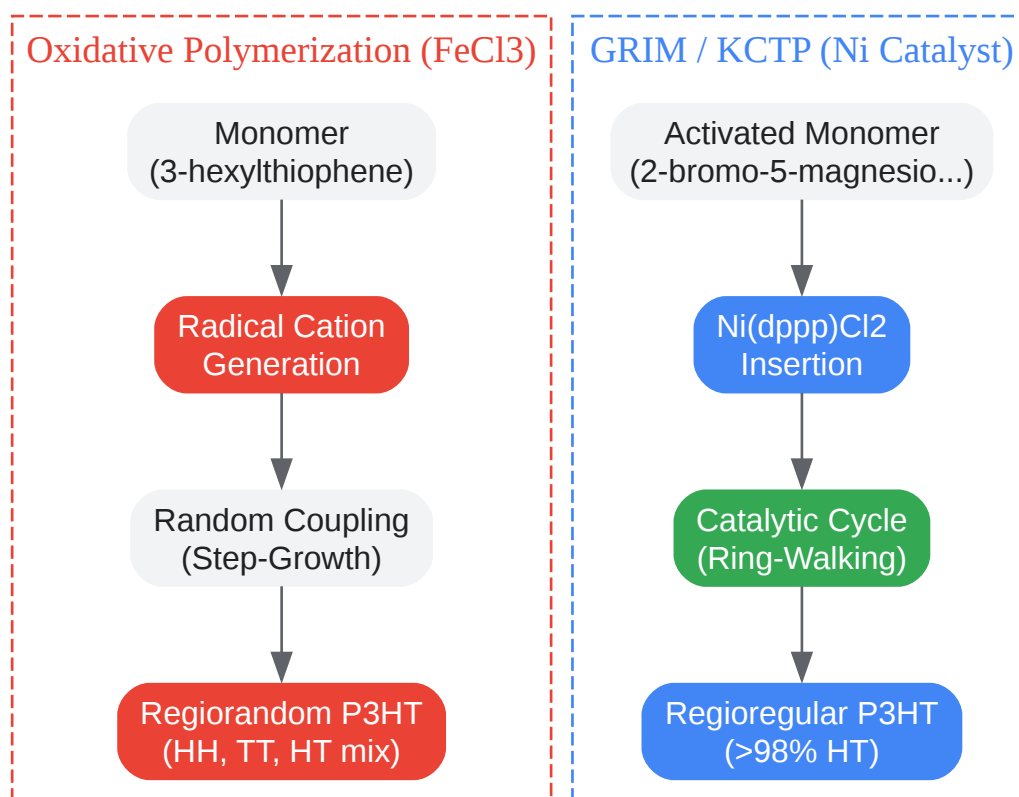 Oxidative Polymerization (FeCl3)
Monomer
(3-hexylthiophene)
Radical Cation
Generation
Random Coupling
(Step-Growth)
Regiorandom P3HT
(HH, TT, HT mix)
GRIM / KCTP (Ni Catalyst)
Activated Monomer
(2-bromo-5-magnesio...)
Ni(dppp)Cl2
Insertion
Catalytic Cycle
(Ring-Walking)
Regioregular P3HT
(>98% HT)